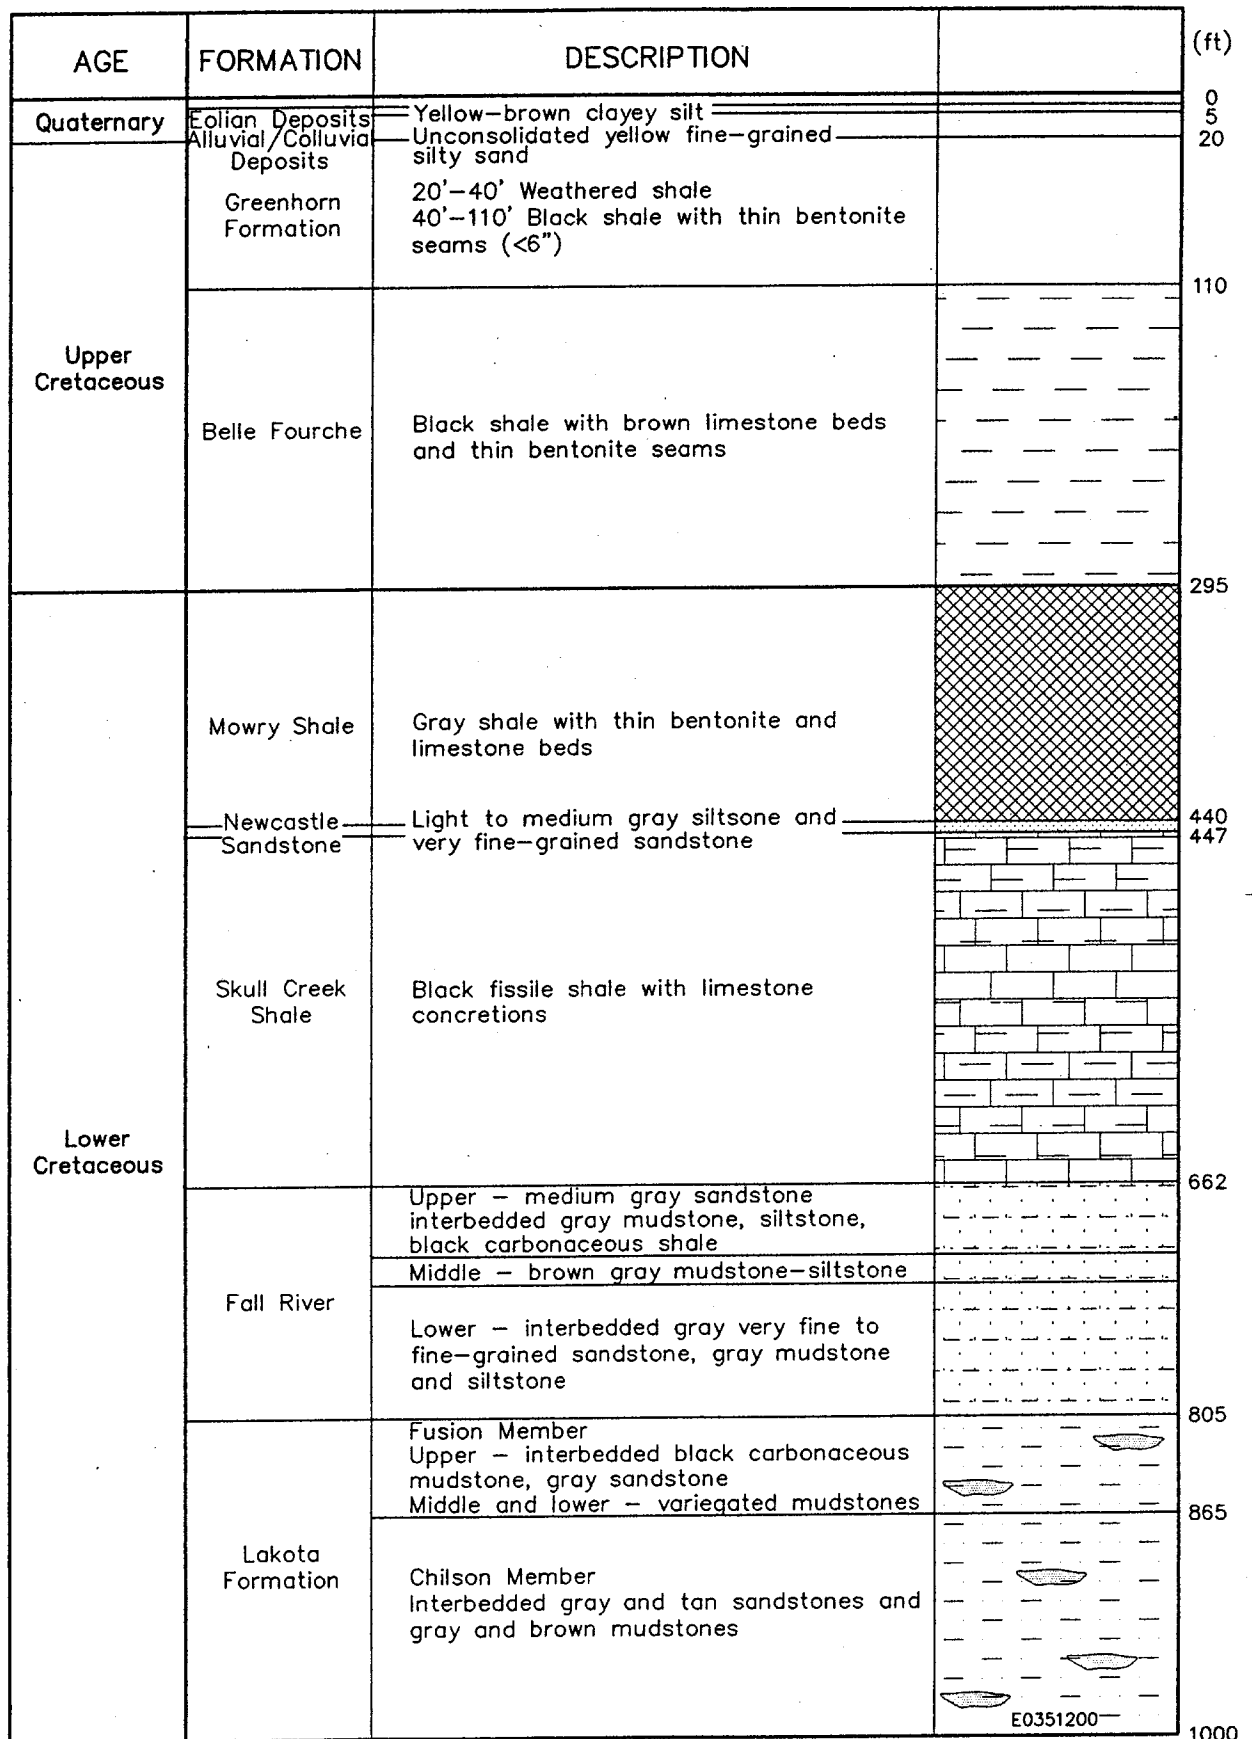 AGE FORMATION DESCRIPTION (ft)
0
Quaternary Eolian Deposits Yellow-brown clayey silt 5
Alluvial/Colluvial Deposits Unconsolidated yellow fine-grained 20
silty sand
Greenhorn
Formation
20'-40' Weathered shale
40'-110' Black shale with thin bentonite
seams (<6")
110
Upper
Cretaceous
Belle Fourche
Black shale with brown limestone beds
and thin bentonite seams
295
Mowry Shale
Gray shale with thin bentonite and
limestone beds
Newcastle
Sandstone
Light to medium gray siltsone and
very fine-grained sandstone
440
447
Skull Creek
Shale
Black fissile shale with limestone
concretions
Lower
Cretaceous
662
Upper - medium gray sandstone
interbedded gray mudstone, siltstone,
black carbonaceous shale
Middle - brown gray mudstone-siltstone
Fall River
Lower - interbedded gray very fine to
fine-grained sandstone, gray mudstone
and siltstone
805
Fusion Member
Upper - interbedded black carbonaceous
mudstone, gray sandstone
Middle and lower - variegated mudstones
865
Lakota
Formation
Chilson Member
Interbedded gray and tan sandstones and
gray and brown mudstones
E0351200
1000